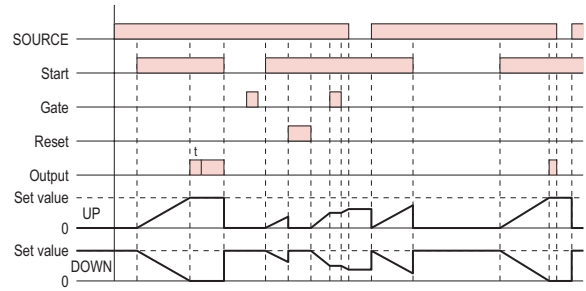 SOURCE
Start
Gate
Reset
t
Output
Set value
UP
0
Set value
DOWN
0